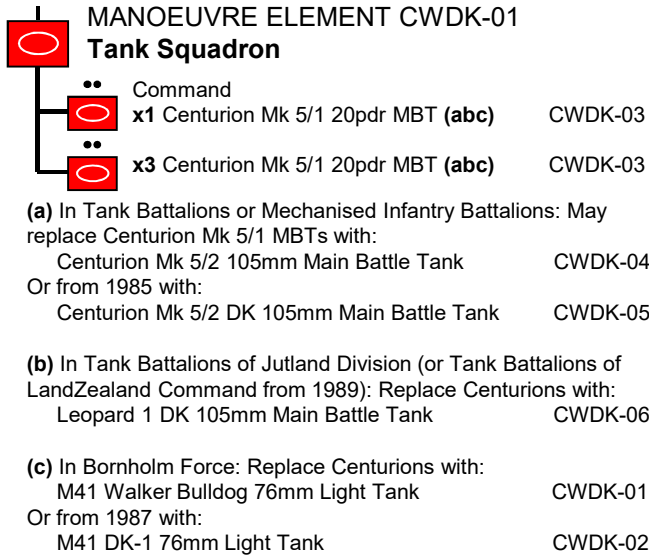 MANOEUVRE ELEMENT CWDK-01
Tank Squadron
Command
x1 Centurion Mk 5/1 20pdr MBT (abc) CWDK-03
x3 Centurion Mk 5/1 20pdr MBT (abc) CWDK-03
(a) In Tank Battalions or Mechanised Infantry Battalions: May
replace Centurion Mk 5/1 MBTs with:
Centurion Mk 5/2 105mm Main Battle Tank CWDK-04
Or from 1985 with:
Centurion Mk 5/2 DK 105mm Main Battle Tank CWDK-05
(b) In Tank Battalions of Jutland Division (or Tank Battalions of
LandZealand Command from 1989): Replace Centurions with:
Leopard 1 DK 105mm Main Battle Tank CWDK-06
(c) In Bornholm Force: Replace Centurions with:
M41 Walker Bulldog 76mm Light Tank CWDK-01
Or from 1987 with:
M41 DK-1 76mm Light Tank CWDK-02